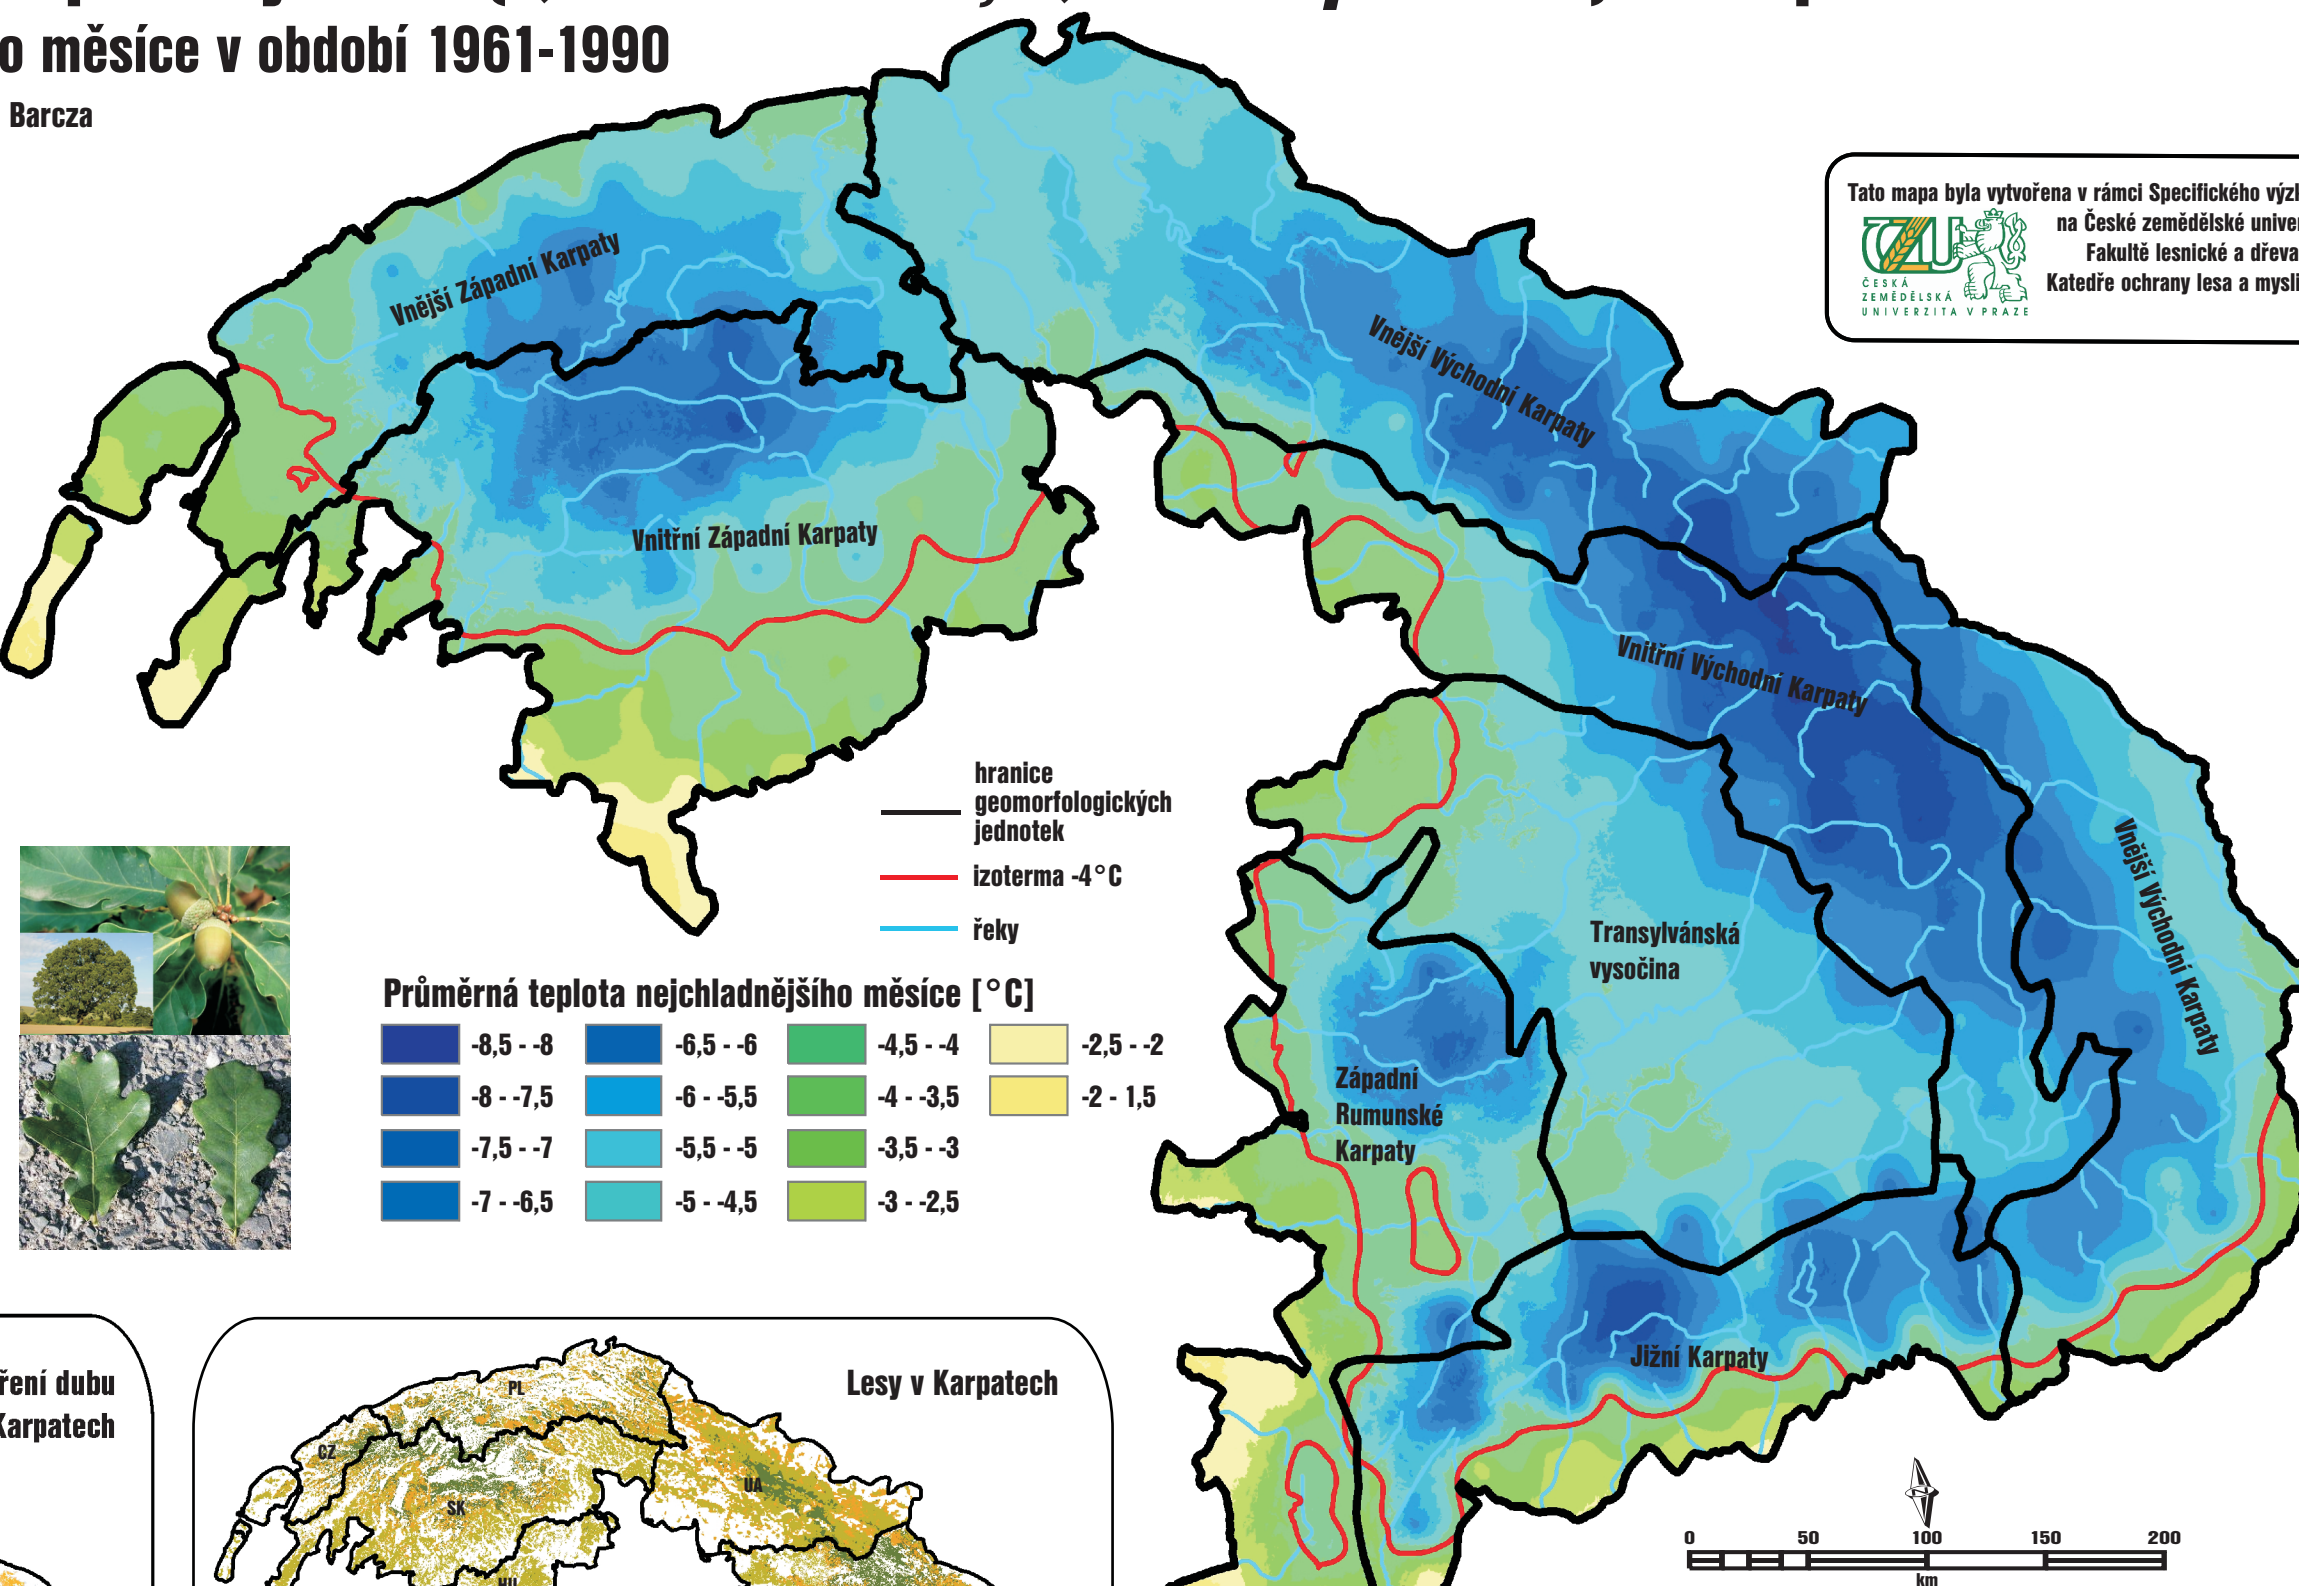 o měsíce v období 1961-1990
Barcza
Tato mapa byla vytvořena v rámci Specifického
na České zemědělské
Fakultě lesnické a
Katedře ochrany lesa a
ČZU
ČESKÁ
ZEMĚDĚLSKÁ
UNIVERZITA V PRAZE
Vnější Západní Karpaty
Vnější Východní Karpaty
Vnitřní Západní Karpaty
Vnitřní Východní Karpaty
Vnější Východní Karpaty
Transylvánská
vysočina
Západní
Rumunské
Karpaty
Jižní Karpaty
hranice
geomorfologických
jednotek
izoterma -4°C
řeky
Průměrná teplota nejchladnějšího měsíce [°C]
-8,5 - -8
-8 - -7,5
-7,5 - -7
-7 - -6,5
-6,5 - -6
-6 - -5,5
-5,5 - -5
-5 - -4,5
-4,5 - -4
-4 - -3,5
-3,5 - -3
-3 - -2,5
-2,5 - -2
-2 - 1,5
dubu
Karpatech
Lesy v Karpatech
PL
CZ
SK
UA
HU
0 50 100 150 200
km